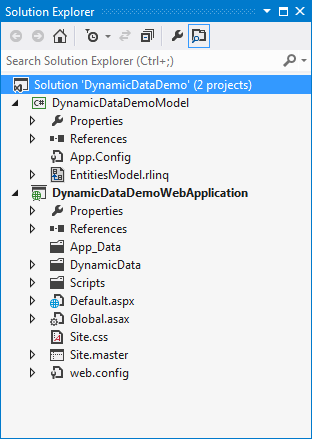 Solution Explorer
Search Solution Explorer (Ctrl+;)
Solution 'DynamicDataDemo' (2 projects)
C# DynamicDataDemoModel
Properties
References
App.Config
EntitiesModel.rlinq
DynamicDataDemoWebApplication
Properties
References
App_Data
DynamicData
Scripts
Default.aspx
Global.asax
Site.css
Site.master
web.config